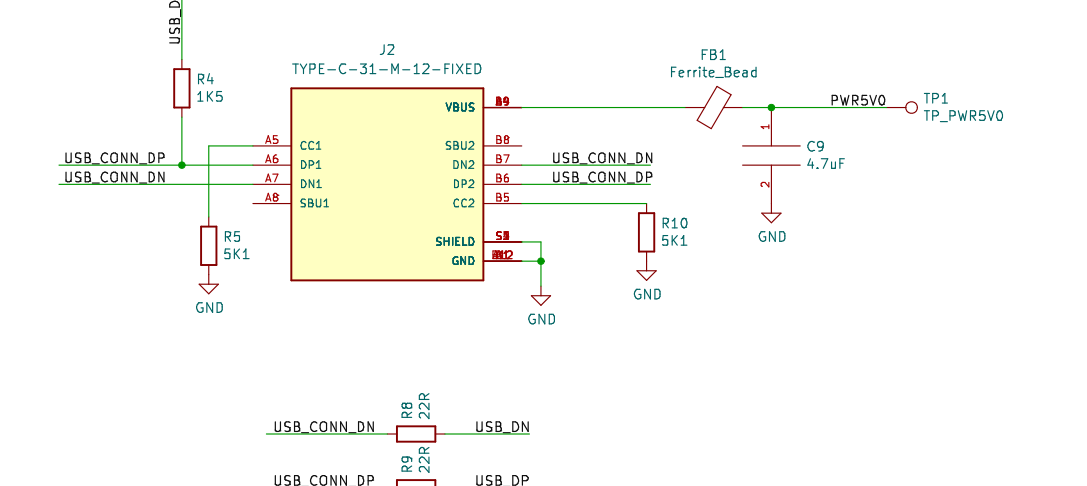 USB_D
J2
TYPE-C-31-M-12-FIXED
FB1
Ferrite_Bead
R4
1K5
VBUS
PWR5V0
TP1
TP_PWR5V0
1
A5
CC1
SBU2
B8
C9
4.7uF
USB_CONN_DP
A6
DP1
DN2
B7
USB_CONN_DN
USB_CONN_DN
A7
DN1
DP2
B6
USB_CONN_DP
2
A8
SBU1
CC2
B5
R5
5K1
SHIELD
GND
R10
5K1
GND
GND
GND
GND
R8
22R
USB_CONN_DN
USB_DN
R9
22R
USB_CONN_DP
USB_DP